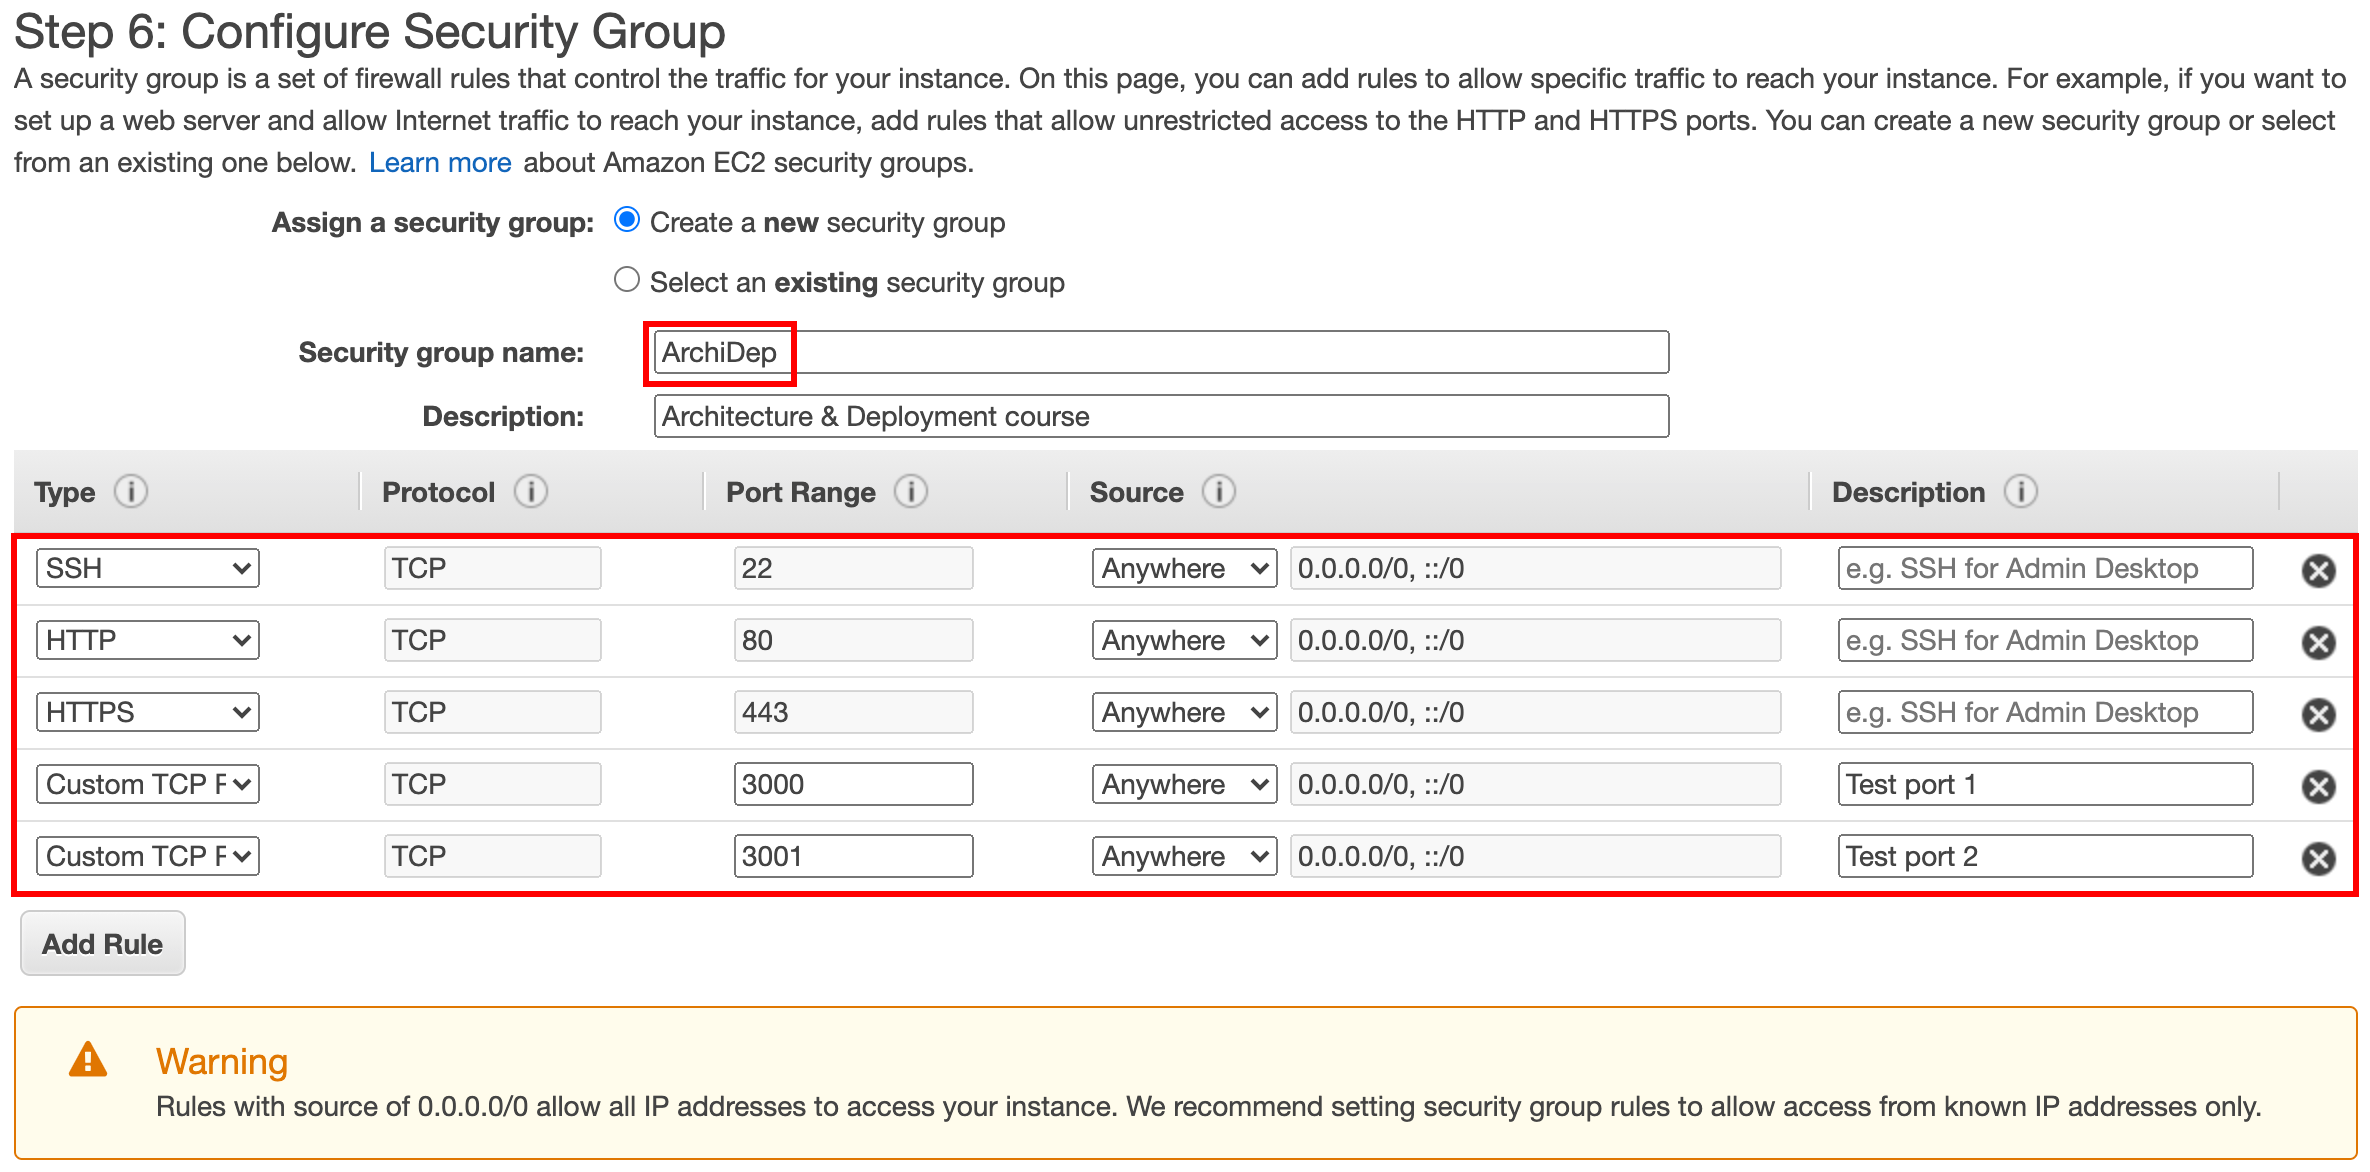 Step 6: Configure Security Group
A security group is a set of firewall rules that control the traffic for your instance. On this page, you can add rules to allow specific traffic to reach your instance. For example, if you want to
set up a web server and allow Internet traffic to reach your instance, add rules that allow unrestricted access to the HTTP and HTTPS ports. You can create a new security group or select
from an existing one below. Learn more about Amazon EC2 security groups.
Assign a security group: Create a new security group
Select an existing security group
Security group name: ArchiDep
Description: Architecture & Deployment course
Type Protocol Port Range Source Description
SSH TCP 22 Anywhere 0.0.0.0/0, ::/0 e.g. SSH for Admin Desktop
HTTP TCP 80 Anywhere 0.0.0.0/0, ::/0 e.g. SSH for Admin Desktop
HTTPS TCP 443 Anywhere 0.0.0.0/0, ::/0 e.g. SSH for Admin Desktop
Custom TCP F TCP 3000 Anywhere 0.0.0.0/0, ::/0 Test port 1
Custom TCP F TCP 3001 Anywhere 0.0.0.0/0, ::/0 Test port 2
Add Rule
Warning
Rules with source of 0.0.0.0/0 allow all IP addresses to access your instance. We recommend setting security group rules to allow access from known IP addresses only.